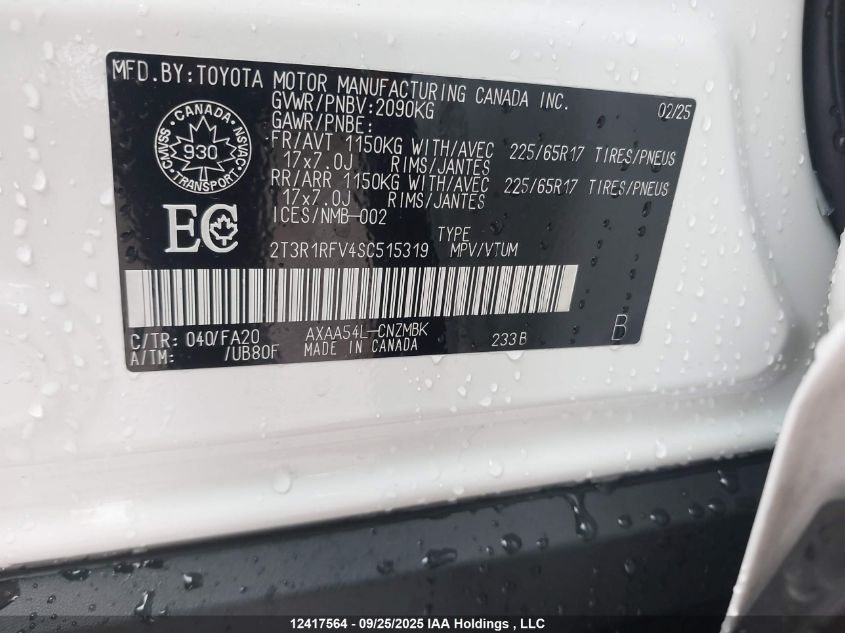 MFD.BY:TOYOTA MOTOR MANUFACTURING CANADA INC. 02/25
GVWR/PNBV:2090KG
GAWR/PNBE:
FR/AVT 1150KG WITH/AVEC 225/65R17 TIRES/PNEUS
17x7.0J RIMS/JANTES
RR/ARR 1150KG WITH/AVEC 225/65R17 TIRES/PNEUS
17x7.0J RIMS/JANTES
ICES/NMB-002
CANADA
CMVSS NSVAC
930
TRANSPORT
EC
TYPE
2T3R1RFV4SC515319 MPV/VTUM
C/TR: 040/FA20 AXAA54L-CNZMBK
A/TM: /UB80F MADE IN CANADA 233B B
12417564 - 09/25/2025 IAA Holdings , LLC